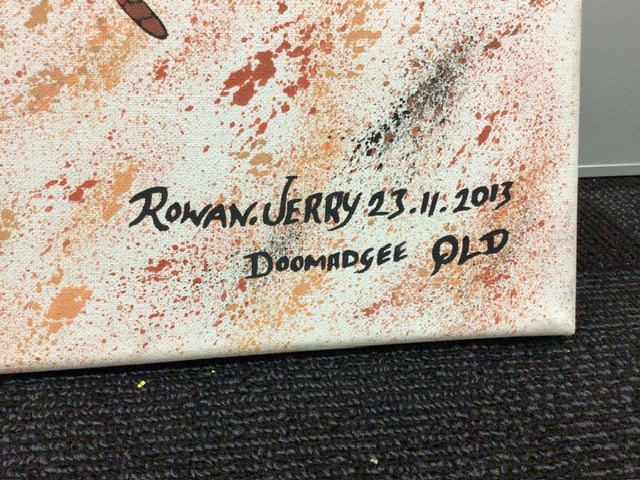 ROWAN.JERRY 23.11.2013
DOOMADGEE QLD